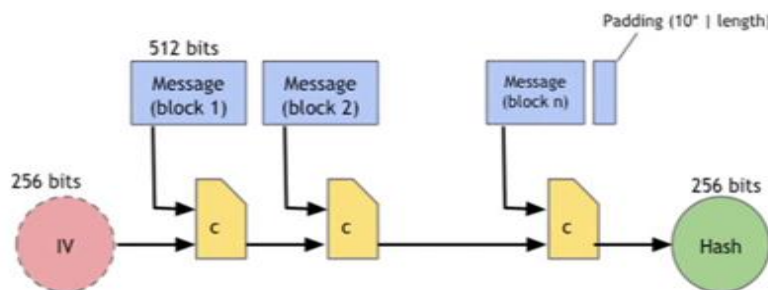 Padding (10* | length)
512 bits
Message
(block 1)
Message
(block 2)
Message
(block n)
256 bits
256 bits
IV
c
c
c
Hash